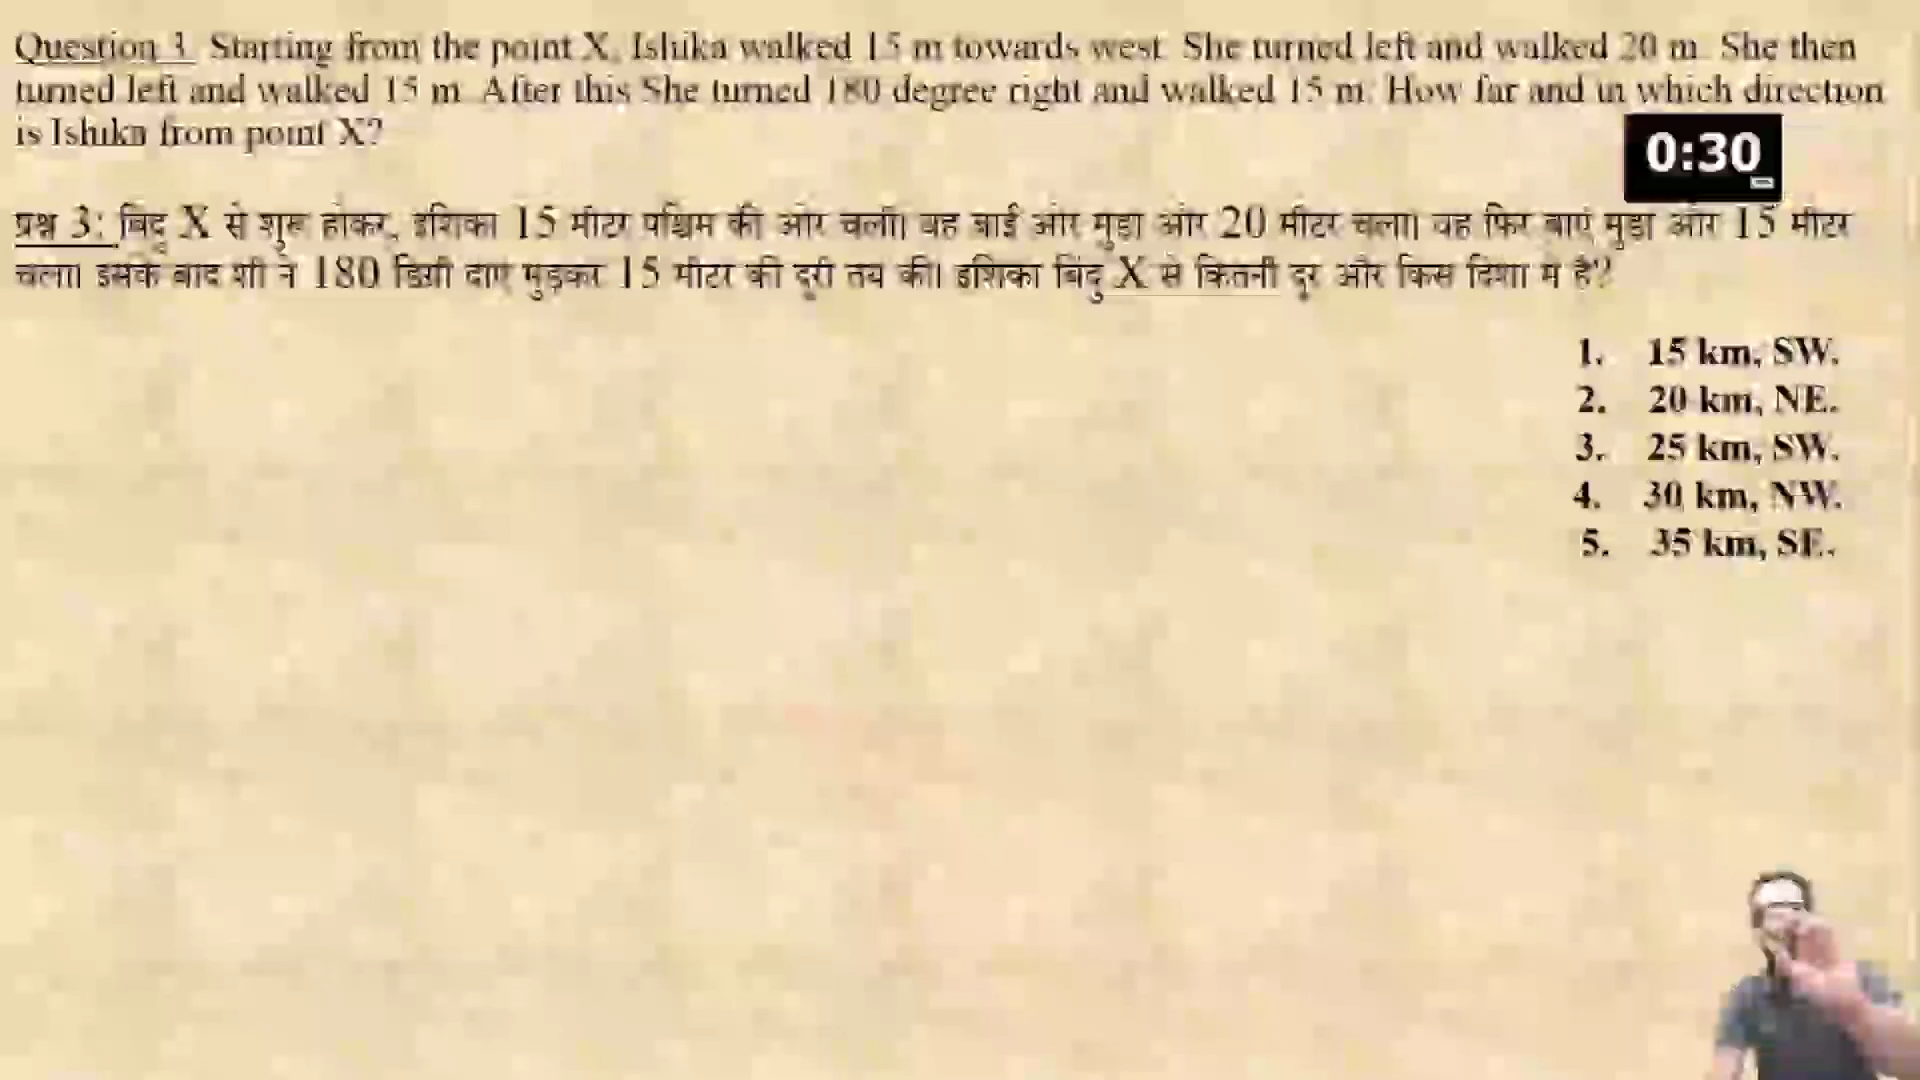 Question 3. Starting from the point X, Ishika walked 15 m towards west. She turned left and walked 20 m. She then
turned left and walked 15 m. After this She turned 180 degree right and walked 15 m. How far and in which direction
is Ishika from point X?
0:30
प्रश्न 3: बिंदु X से शुरू होकर, इशिका 15 मीटर पश्चिम की ओर चली। वह बाईं ओर मुड़ा और 20 मीटर चला। वह फिर बाएं मुड़ा और 15 मीटर
चला। इसके बाद शी ने 180 डिग्री दाएं मुड़कर 15 मीटर की दूरी तय की। इशिका बिंदु X से कितनी दूर और किस दिशा में है?
1. 15 km, SW.
2. 20 km, NE.
3. 25 km, SW.
4. 30 km, NW.
5. 35 km, SE.